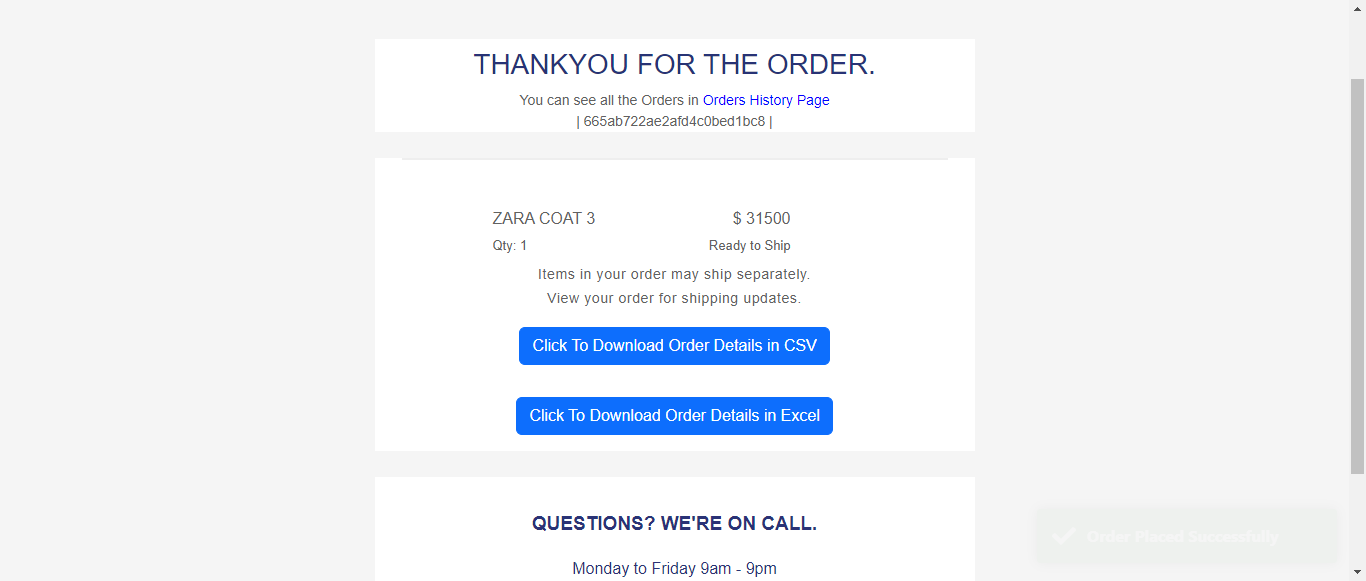 THANKYOU FOR THE ORDER.
You can see all the Orders in Orders History Page
| 665ab722ae2afd4c0bed1bc8 |
ZARA COAT 3 $ 31500
Qty: 1 Ready to Ship
Items in your order may ship separately.
View your order for shipping updates.
Click To Download Order Details in CSV
Click To Download Order Details in Excel
QUESTIONS? WE'RE ON CALL.
Order Placed Successfully
Monday to Friday 9am - 9pm